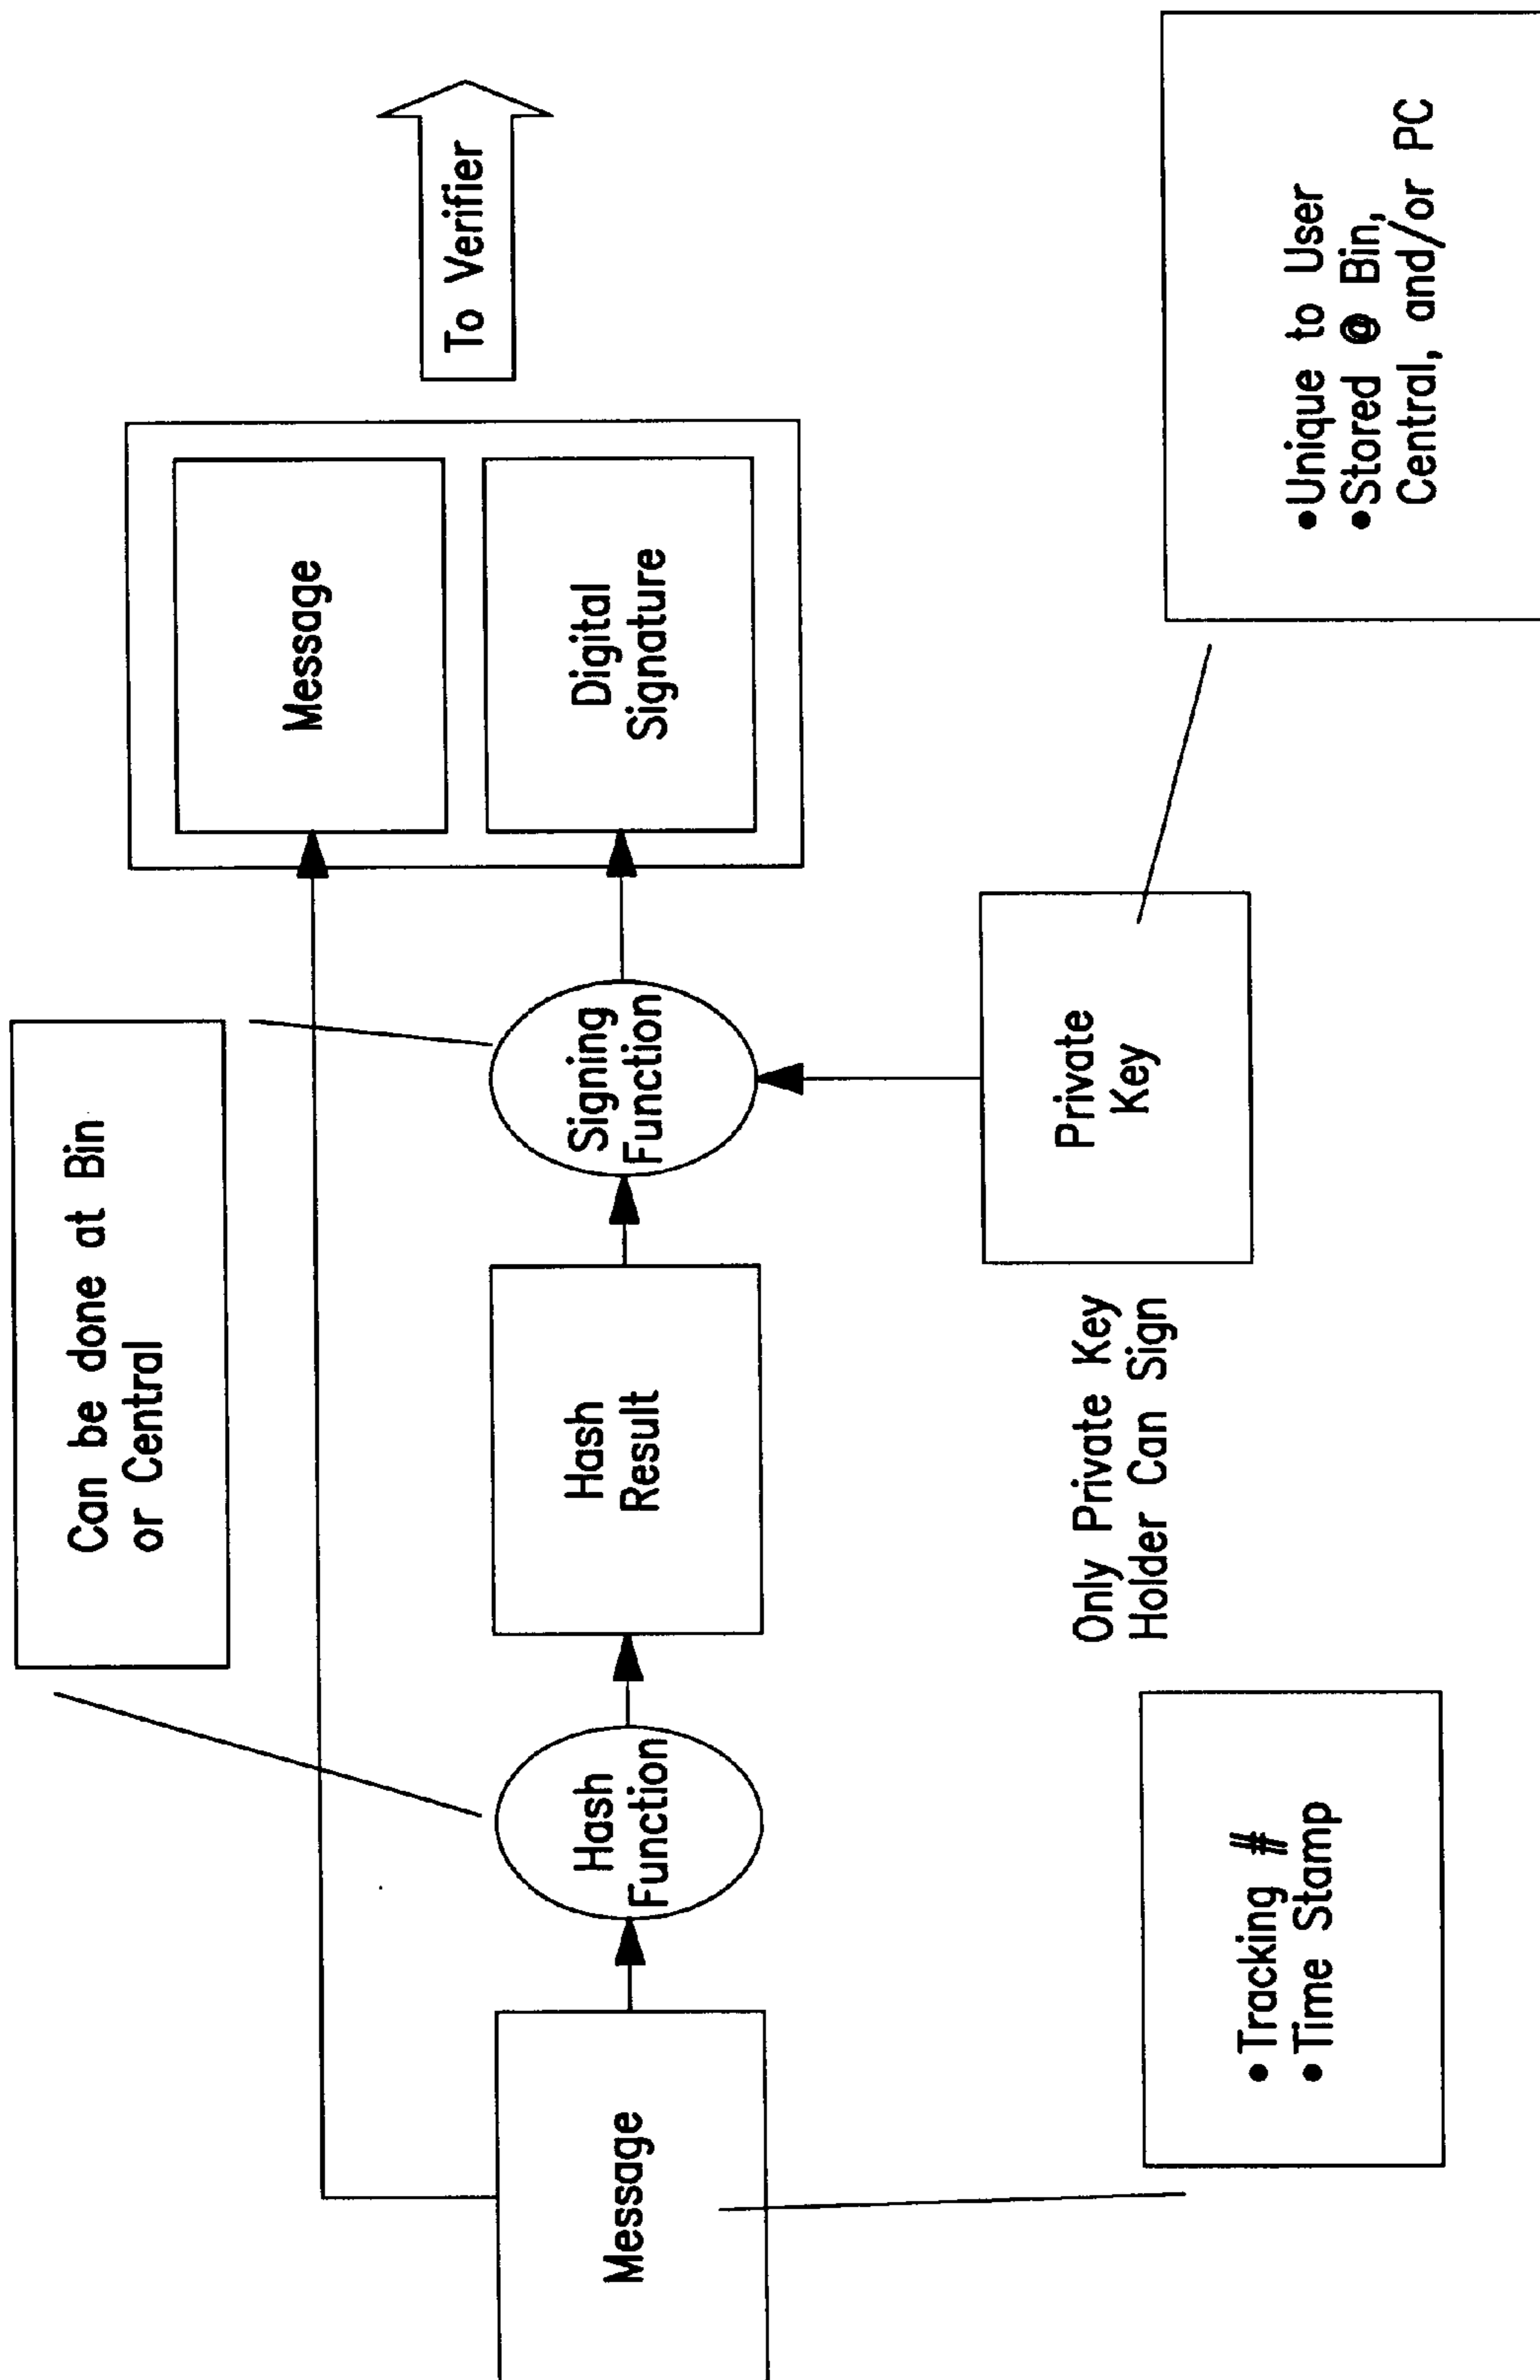 Can be done at Bin
or Central
Message
Hash
Function
Hash
Result
Signing
Function
Message
Digital
Signature
To Verifier
•Tracking #
•Time Stamp
Only Private Key
Holder Can Sign
Private
Key
•Unique to User
•Stored @ Bin,
Central, and/or PC